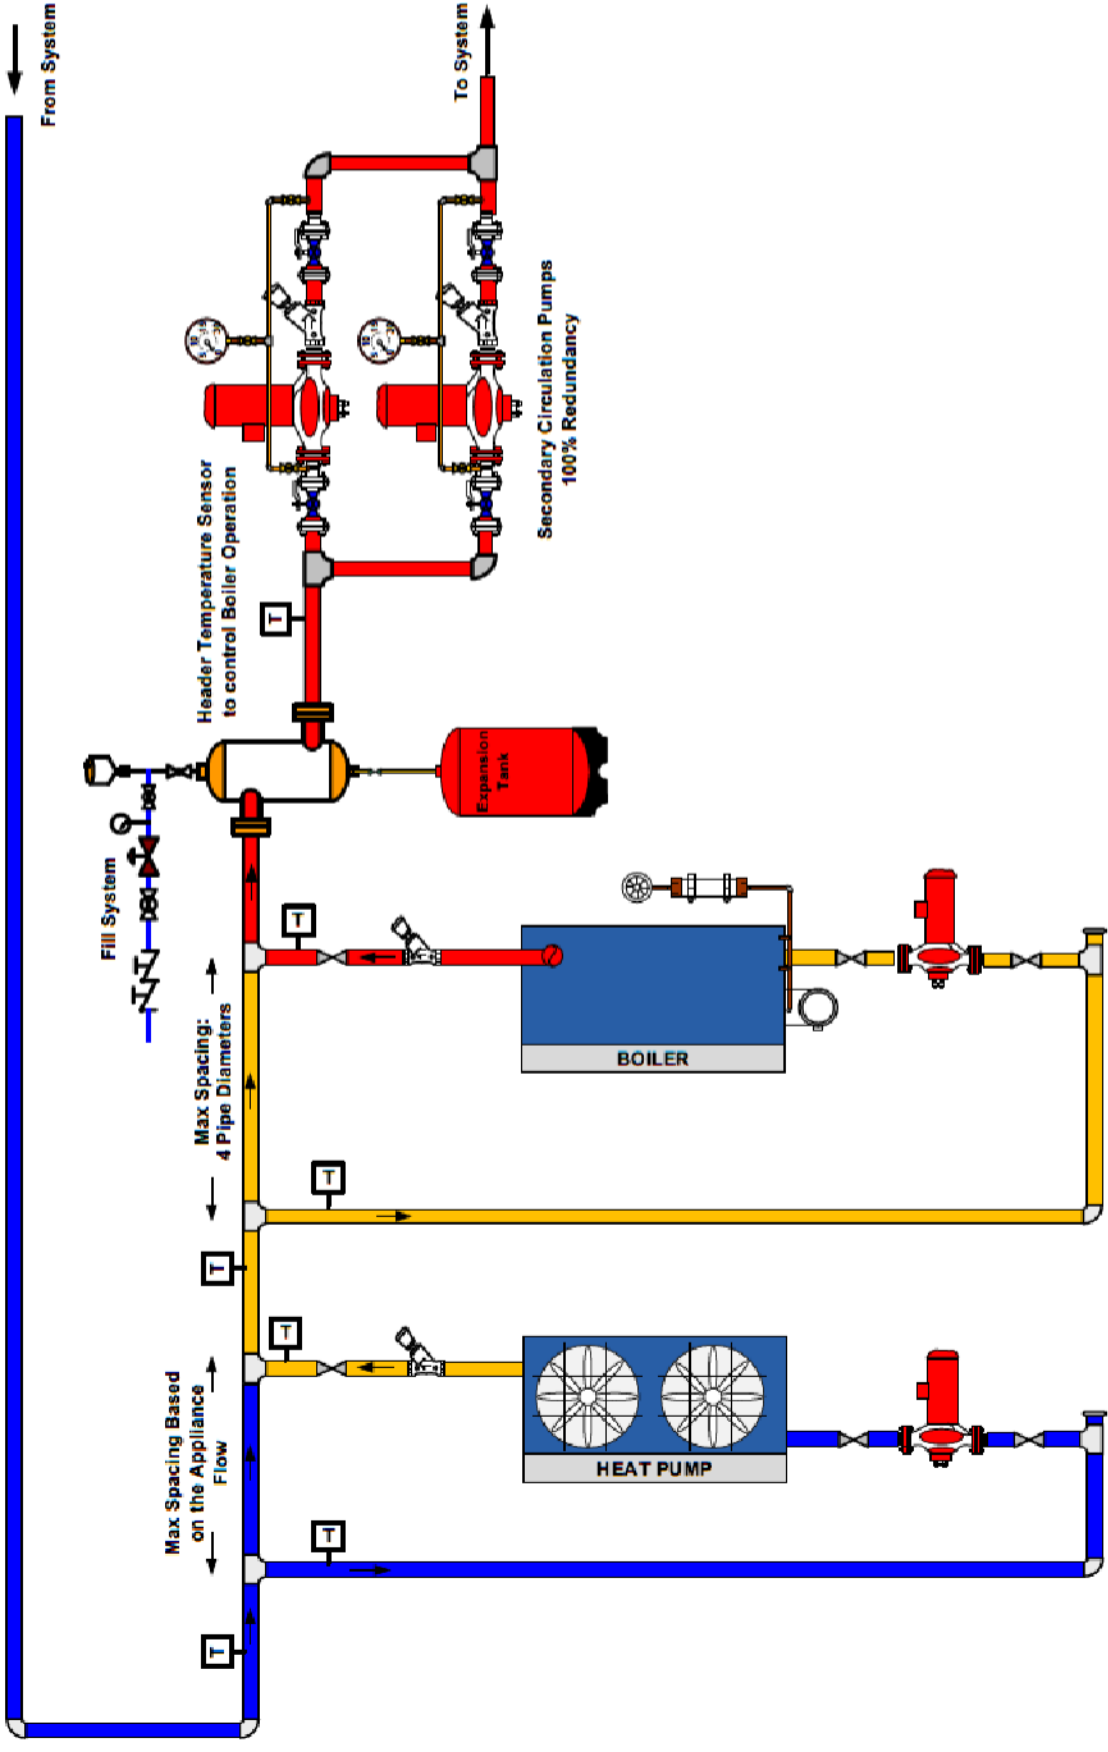 From System
To System
Header Temperature Sensor
to control Boiler Operation
Secondary Circulation Pumps
100% Redundancy
T
Expansion
Tank
Fill System
T
Max Spacing:
4 Pipe Diameters
BOILER
T
T
T
Max Spacing Based
on the Appliance
Flow
HEAT PUMP
T
T